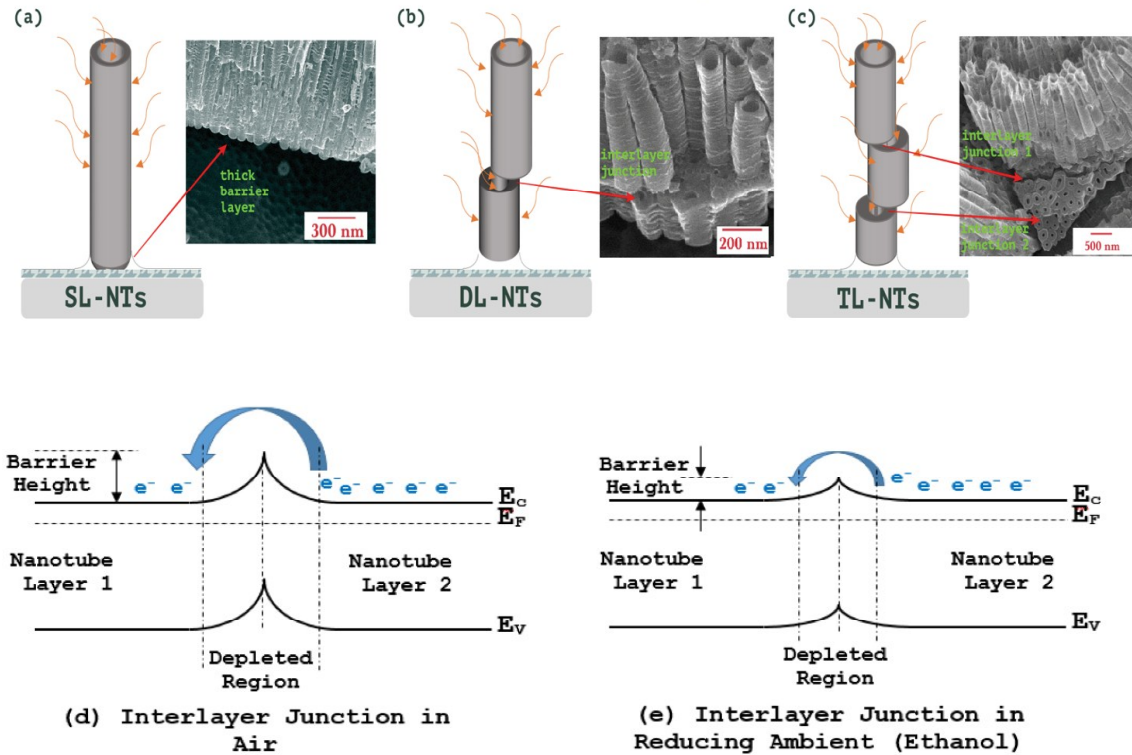 (a)
thick
barrier
layer
300 nm
SL-NTs
(b)
interlayer
junction
200 nm
DL-NTs
(c)
interlayer
junction 1
interlayer
junction 2
500 nm
TL-NTs
Barrier
Height
e⁻ e⁻
e⁻ e⁻ e⁻ e⁻ e⁻
E_C
E_F
Nanotube
Layer 1
Nanotube
Layer 2
E_V
Depleted
Region
(d) Interlayer Junction in
Air
Barrier
Height
e⁻ e⁻
e⁻ e⁻ e⁻ e⁻ e⁻
E_C
E_F
Nanotube
Layer 1
Nanotube
Layer 2
E_V
Depleted
Region
(e) Interlayer Junction in
Reducing Ambient (Ethanol)